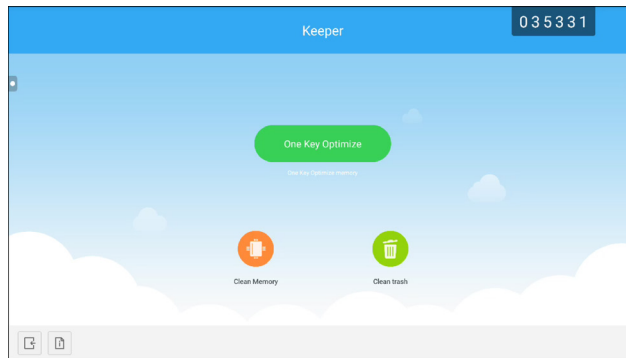 Keeper
035331
One Key Optimize
One Key Optimize memory
Clean Memory
Clean trash